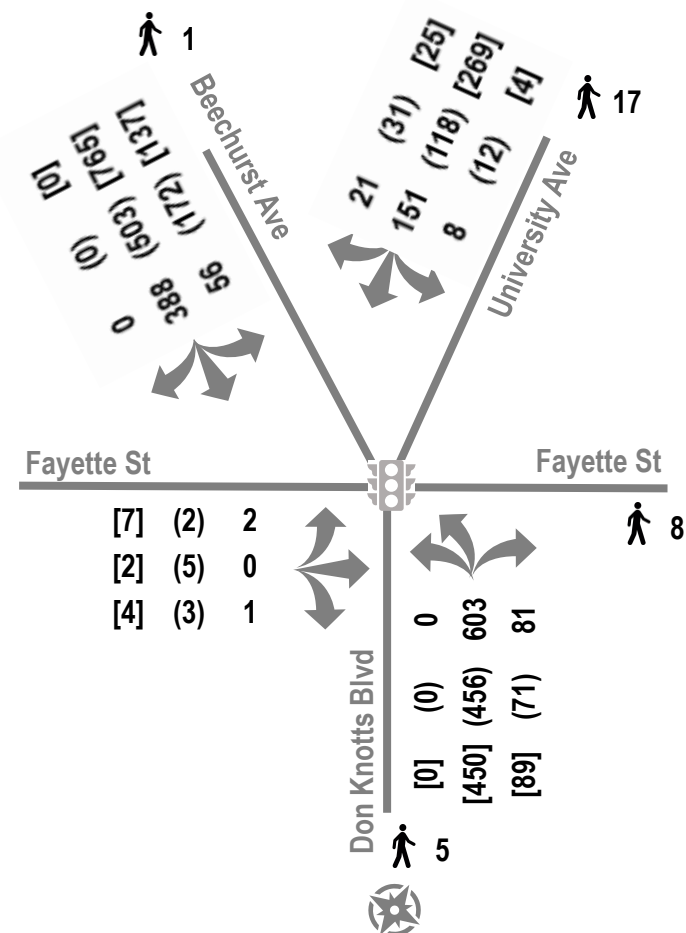 1
Beechurst Ave
[0] (0) 0
[765] (503) 388
[137] (172) 56
21 (31) [25]
151 (118) [269]
8 (12) [4]
17
University Ave
Fayette St
Fayette St
[7] (2) 2
[2] (5) 0
[4] (3) 1
8
Don Knotts Blvd
[0] (0) 0
[450] (456) 603
[89] (71) 81
5